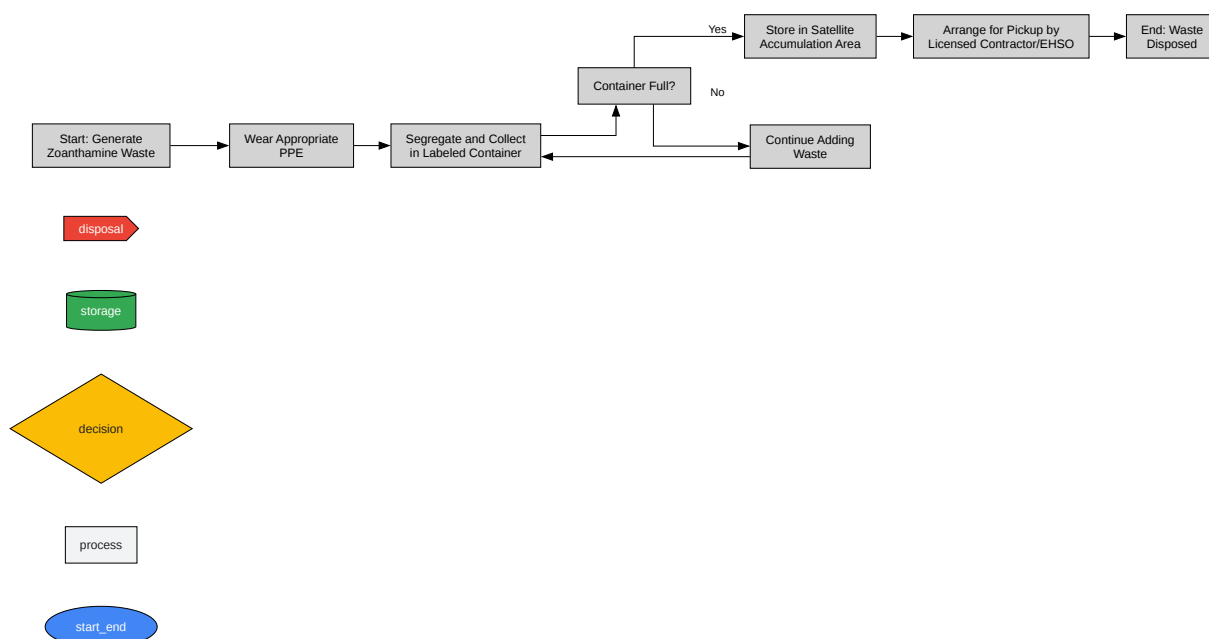 Yes
Store in Satellite
Accumulation Area
Arrange for Pickup by
Licensed Contractor/EHSO
End: Waste
Disposed
Container Full?
No
Start: Generate
Zoanthamine Waste
Wear Appropriate
PPE
Segregate and Collect
in Labeled Container
Continue Adding
Waste
disposal
storage
decision
process
start_end